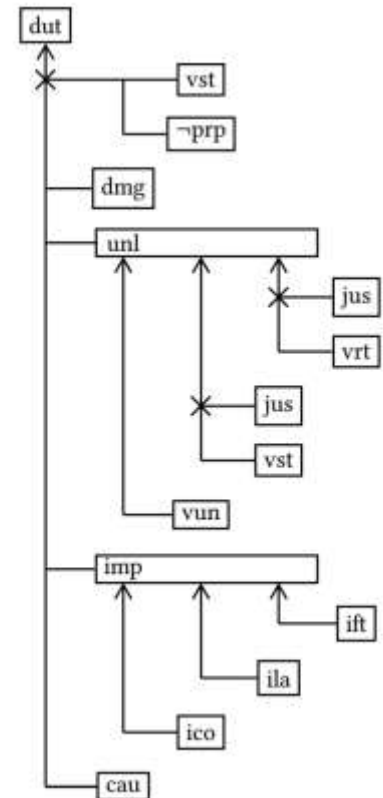 dut
vst
¬prp
dmg
unl
jus
vrt
jus
vst
vun
imp
ift
ila
ico
cau